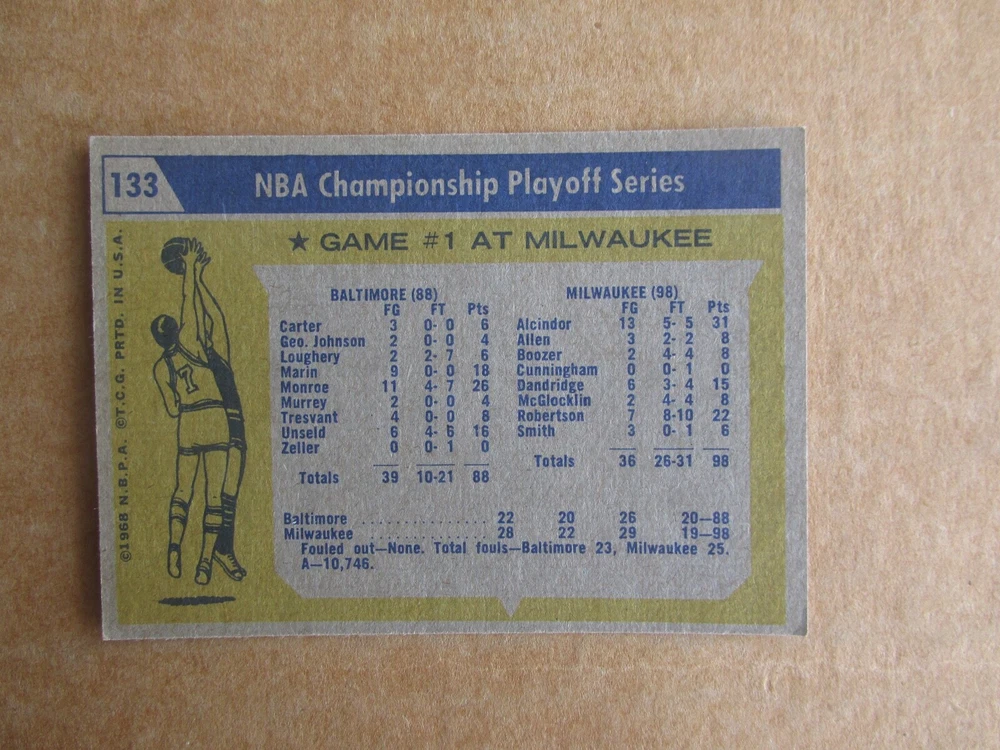 133
NBA Championship Playoff Series
★ GAME #1 AT MILWAUKEE
BALTIMORE (88)
FG FT Pts
Carter 3 0- 0 6
Geo. Johnson 2 0- 0 4
Loughery 2 2- 7 6
Marin 9 0- 0 18
Monroe 11 4- 7 26
Murrey 2 0- 0 4
Tresvant 4 0- 0 8
Unseld 6 4- 6 16
Zeller 0 0- 1 0
Totals 39 10-21 88
MILWAUKEE (98)
FG FT Pts
Alcindor 13 5- 5 31
Allen 3 2- 2 8
Boozer 2 4- 4 8
Cunningham 0 0- 1 0
Dandridge 6 3- 4 15
McGlocklin 2 4- 4 8
Robertson 7 8-10 22
Smith 3 0- 1 6
Totals 36 26-31 98
Baltimore .................. 22 20 26 20—88
Milwaukee .................. 28 22 29 19—98
Fouled out—None. Total fouls—Baltimore 23, Milwaukee 25.
A—10,746.
1
©1968 N.B.P.A. ©T.C.G. PRTD. IN U.S.A.